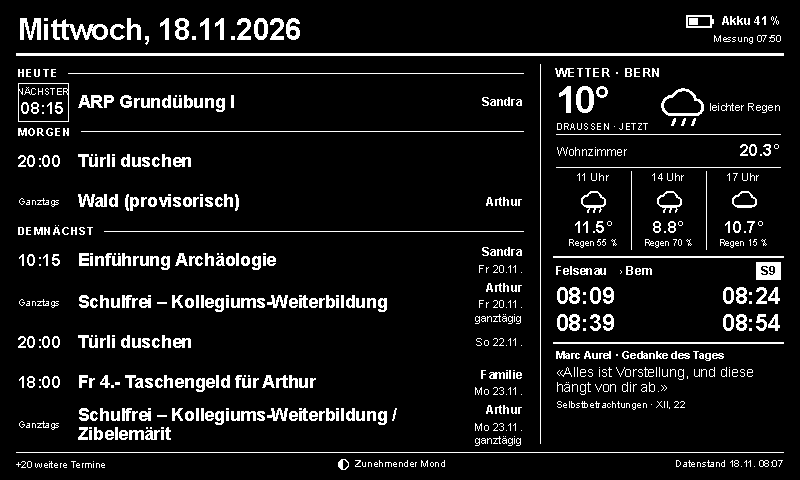 Mittwoch, 18.11.2026
Akku 41 %
Messung 07:50
HEUTE
NÄCHSTER
08:15 ARP Grundübung I Sandra
MORGEN
20:00 Türli duschen
Ganztags Wald (provisorisch) Arthur
DEMNÄCHST
10:15 Einführung Archäologie Sandra
Fr 20.11.
Ganztags Schulfrei – Kollegiums-Weiterbildung Arthur
Fr 20.11.
ganztägig
20:00 Türli duschen So 22.11.
18:00 Fr 4.- Taschengeld für Arthur Familie
Mo 23.11.
Ganztags Schulfrei – Kollegiums-Weiterbildung / Zibelemärit Arthur
Mo 23.11.
ganztägig
WETTER · BERN
10° leichter Regen
DRAUSSEN · JETZT
Wohnzimmer 20.3°
11 Uhr 14 Uhr 17 Uhr
11.5° 8.8° 10.7°
Regen 55 % Regen 70 % Regen 15 %
Felsenau → Bern S9
08:09 08:24
08:39 08:54
Marc Aurel · Gedanke des Tages
«Alles ist Vorstellung, und diese
hängt von dir ab.»
Selbstbetrachtungen · XII, 22
+20 weitere Termine Zunehmender Mond Datenstand 18.11. 08:07